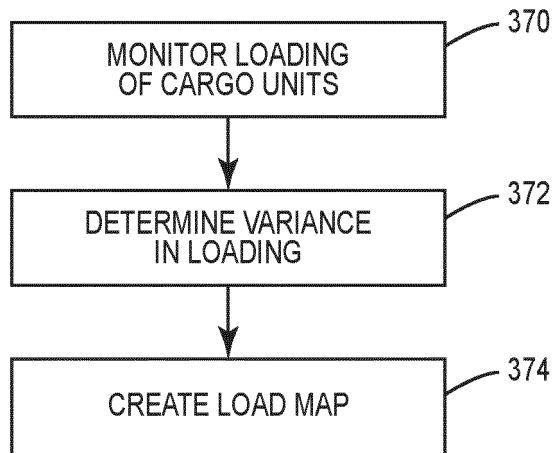 370
MONITOR LOADING
OF CARGO UNITS
372
DETERMINE VARIANCE
IN LOADING
374
CREATE LOAD MAP